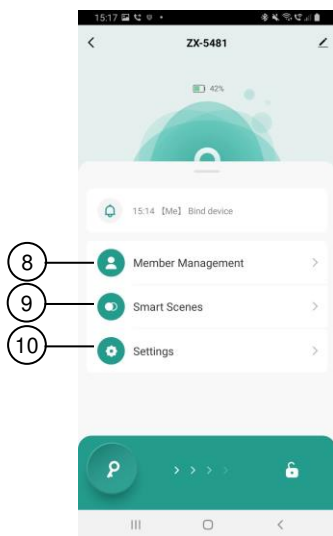 15:17
ZX-5481
42%
15:14 【Me】 Bind device
8 Member Management
9 Smart Scenes
10 Settings